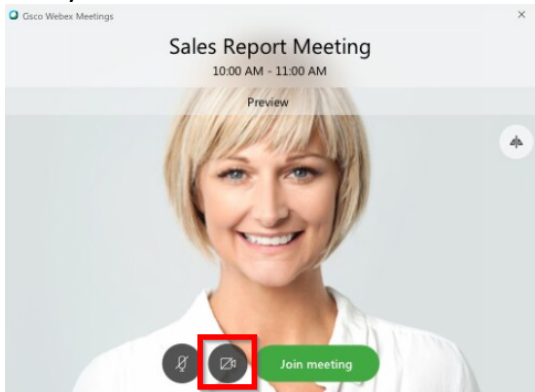 Cisco Webex Meetings
Sales Report Meeting
10:00 AM - 11:00 AM
Preview
Join meeting